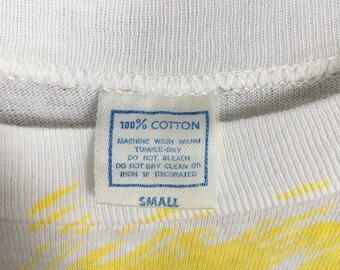 100% COTTON
MACHINE WASH WARM
TUMBLE-DRY
DO NOT BLEACH
DO NOT DRY CLEAN OR
IRON IF DECORATED
SMALL